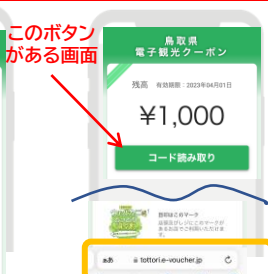 このボタン
がある画面
鳥取県
電子観光クーポン
残高 有効期限:2023年04月01日
¥1,000
コード読み取り
目印はこのマーク
ああ tottori.e-voucher.jp